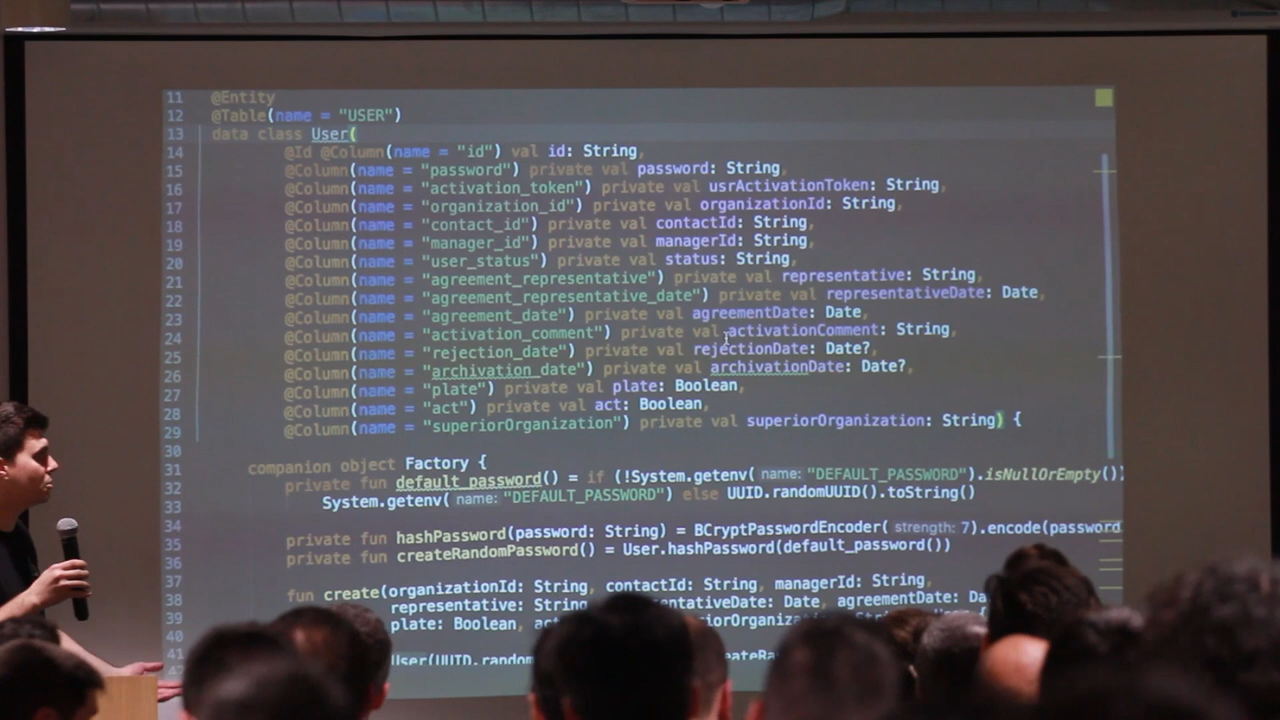 11 @Entity
12 @Table(name = "USER")
13 data class User(
14 @Id @Column(name = "id") val id: String,
15 @Column(name = "password") private val password: String,
16 @Column(name = "activation_token") private val usrActivationToken: String,
17 @Column(name = "organization_id") private val organizationId: String,
18 @Column(name = "contact_id") private val contactId: String,
19 @Column(name = "manager_id") private val managerId: String,
20 @Column(name = "user_status") private val status: String,
21 @Column(name = "agreement_representative") private val representative: String,
22 @Column(name = "agreement_representative_date") private val representativeDate: Date,
23 @Column(name = "agreement_date") private val agreementDate: Date,
24 @Column(name = "activation_comment") private val activationComment: String,
25 @Column(name = "rejection_date") private val rejectionDate: Date?,
26 @Column(name = "archivation_date") private val archivationDate: Date?,
27 @Column(name = "plate") private val plate: Boolean,
28 @Column(name = "act") private val act: Boolean,
29 @Column(name = "superiorOrganization") private val superiorOrganization: String) {
30
31 companion object Factory {
32 private fun default_password() = if (!System.getenv( name: "DEFAULT_PASSWORD").isNullOrEmpty())
33 System.getenv( name: "DEFAULT_PASSWORD") else UUID.randomUUID().toString()
34
35 private fun hashPassword(password: String) = BCryptPasswordEncoder( strength: 7).encode(password
36 private fun createRandomPassword() = User.hashPassword(default_password())
37
38 fun create(organizationId: String, contactId: String, managerId: String,
39 representative: String, agreementDate:
40 plate: Boolean,
41